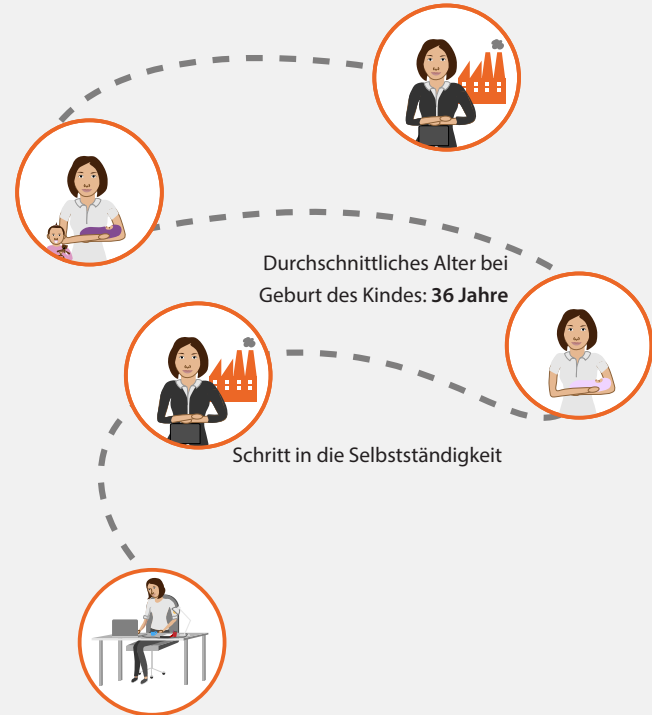 Durchschnittliches Alter bei
Geburt des Kindes: 36 Jahre
Schritt in die Selbstständigkeit